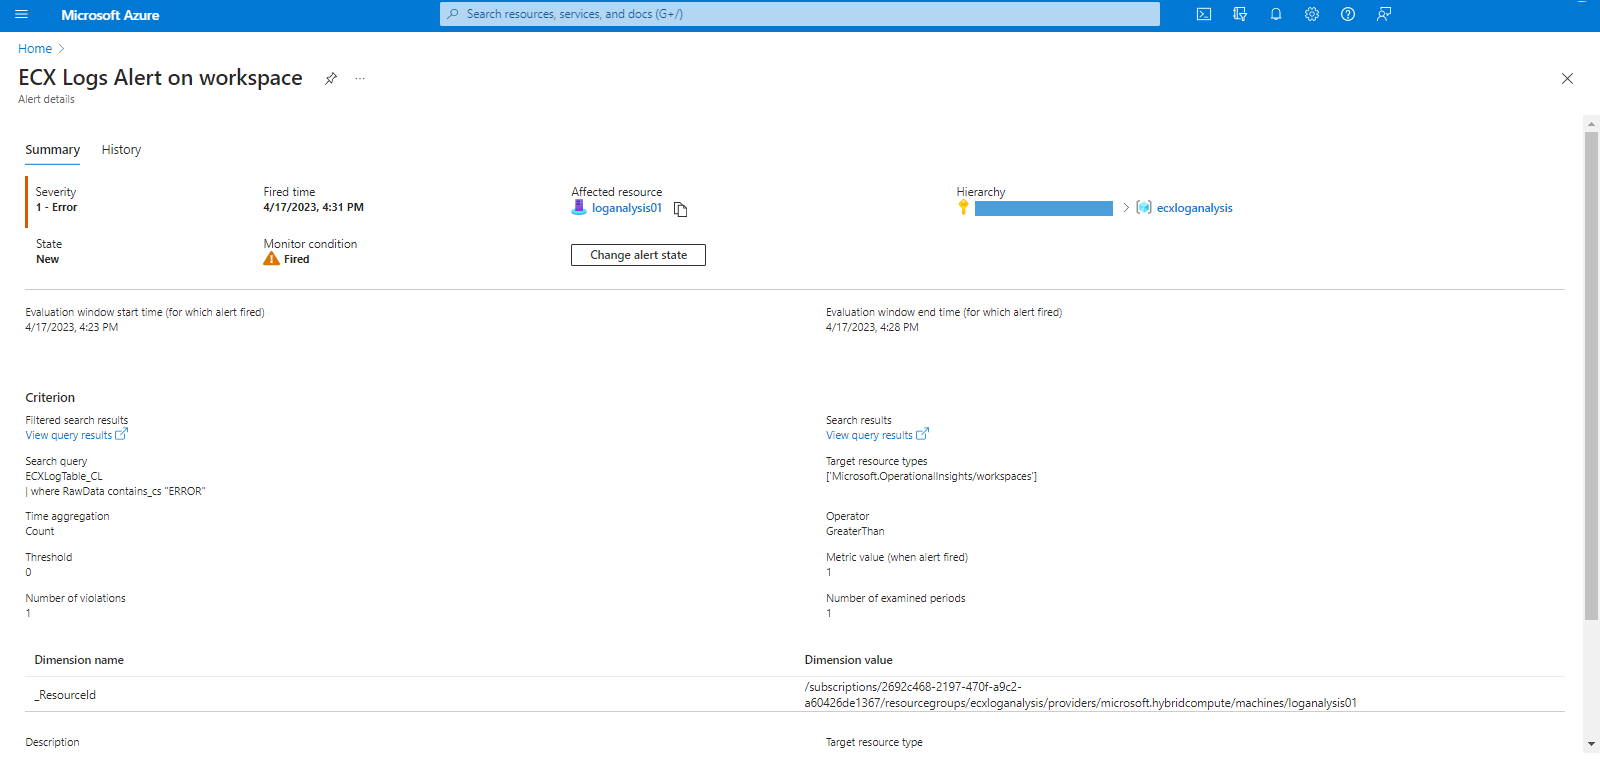 Microsoft Azure
Search resources, services, and docs (G+/)
Home
ECX Logs Alert on workspace
Alert details
Summary
History
Severity
1 - Error
Fired time
4/17/2023, 4:31 PM
Affected resource
loganalysis01
Hierarchy
ecxloganalysis
State
New
Monitor condition
Fired
Change alert state
Evaluation window start time (for which alert fired)
4/17/2023, 4:23 PM
Evaluation window end time (for which alert fired)
4/17/2023, 4:28 PM
Criterion
Filtered search results
View query results
Search results
View query results
Search query
ECXLogTable_CL
| where RawData contains_cs "ERROR"
Target resource types
['Microsoft.OperationalInsights/workspaces']
Time aggregation
Count
Operator
GreaterThan
Threshold
0
Metric value (when alert fired)
1
Number of violations
1
Number of examined periods
1
Dimension name
Dimension value
_ResourceId
/subscriptions/2692c468-2197-470f-a9c2-
a60426de1367/resourcegroups/ecxloganalysis/providers/microsoft.hybridcompute/machines/loganalysis01
Description
Target resource type